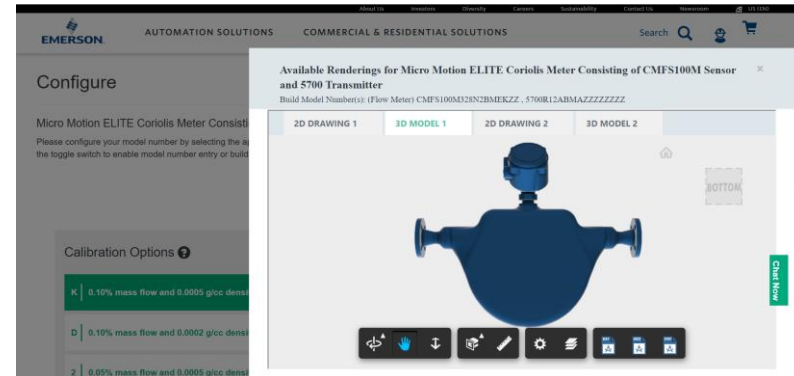 About Us Investors Diversity Careers Sustainability Contact Us Newsroom US (EN)
EMERSON
AUTOMATION SOLUTIONS
COMMERCIAL & RESIDENTIAL SOLUTIONS
Search
Configure
Micro Motion ELITE Coriolis Meter Consisti
Please configure your model number by selecting the a
the toggle switch to enable model number entry or build
Calibration Options ?
K 0.10% mass flow and 0.0005 g/cc densi
D 0.10% mass flow and 0.0002 g/cc densi
2 0.05% mass flow and 0.0005 g/cc densi
Available Renderings for Micro Motion ELITE Coriolis Meter Consisting of CMFS100M Sensor
and 5700 Transmitter
Build Model Number(s): (Flow Meter) CMFS100M328N2BMEKZZ , 5700R12ABMAZZZZZZZ
×
2D DRAWING 1
3D MODEL 1
2D DRAWING 2
3D MODEL 2
BOTTOM
Chat Now